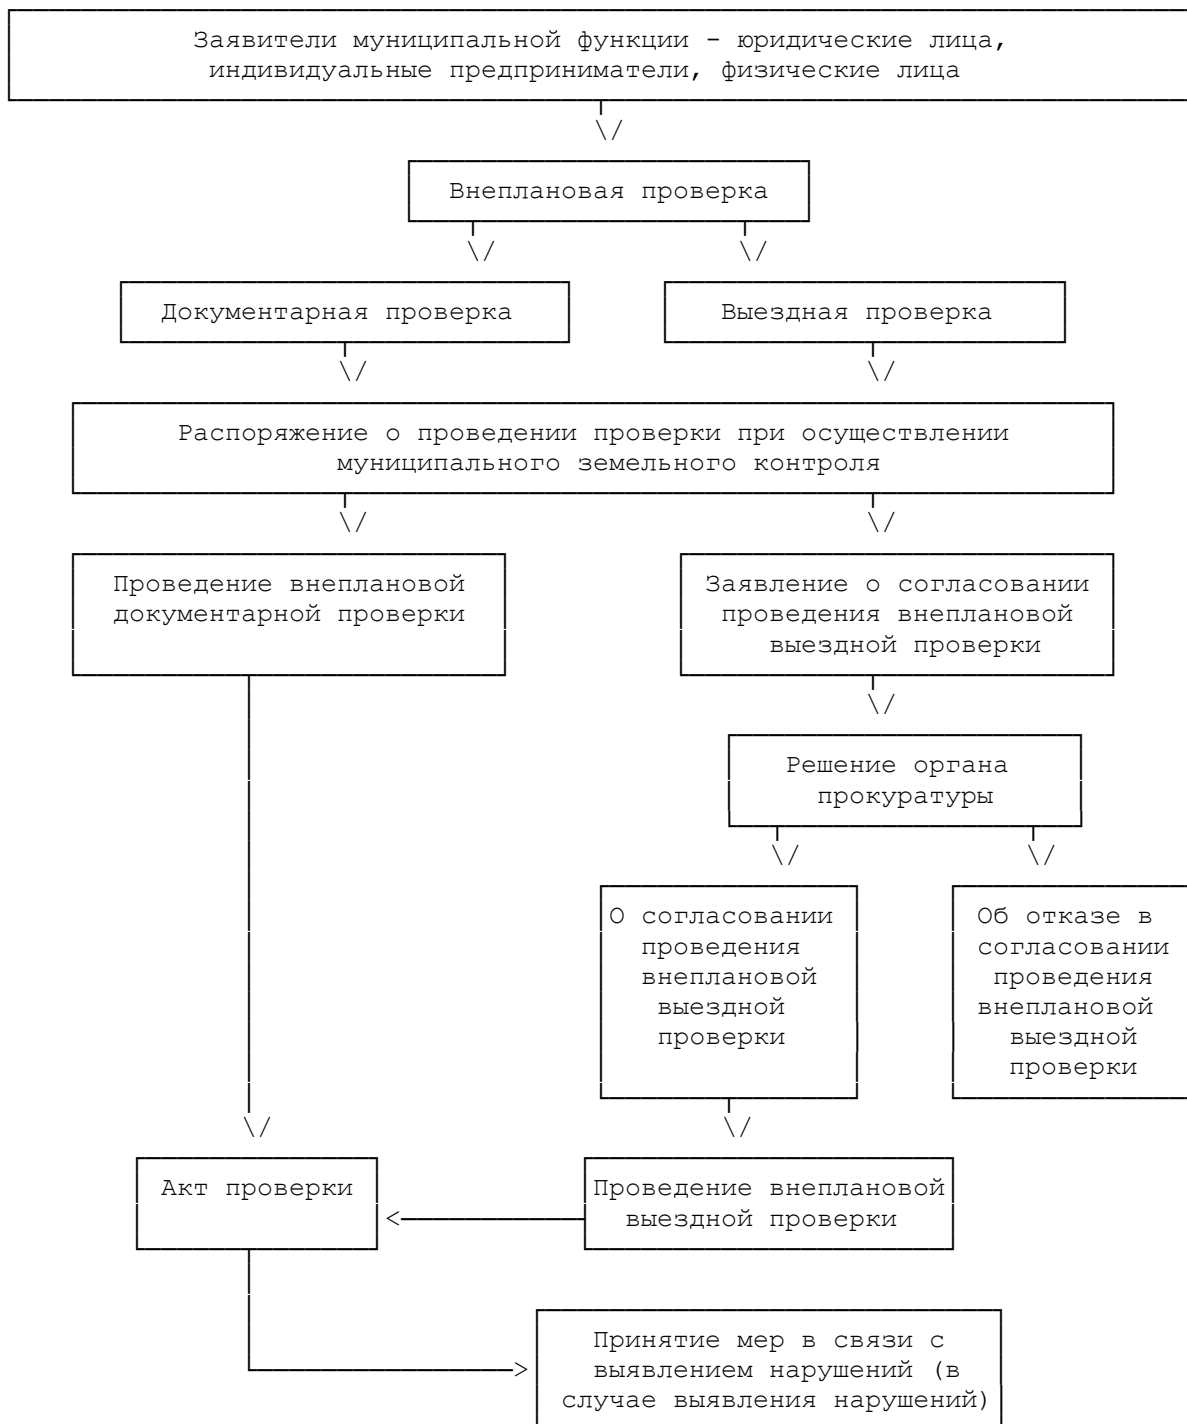 Заявители муниципальной функции - юридические лица,
индивидуальные предприниматели, физические лица
Внеплановая проверка
Документарная проверка
Выездная проверка
Распоряжение о проведении проверки при осуществлении
муниципального земельного контроля
Проведение внеплановой
документарной проверки
Заявление о согласовании
проведения внеплановой
выездной проверки
Решение органа
прокуратуры
О согласовании
проведения
внеплановой
выездной
проверки
Об отказе в
согласовании
проведения
внеплановой
выездной
проверки
Акт проверки
Проведение внеплановой
выездной проверки
Принятие мер в связи с
выявлением нарушений (в
случае выявления нарушений)